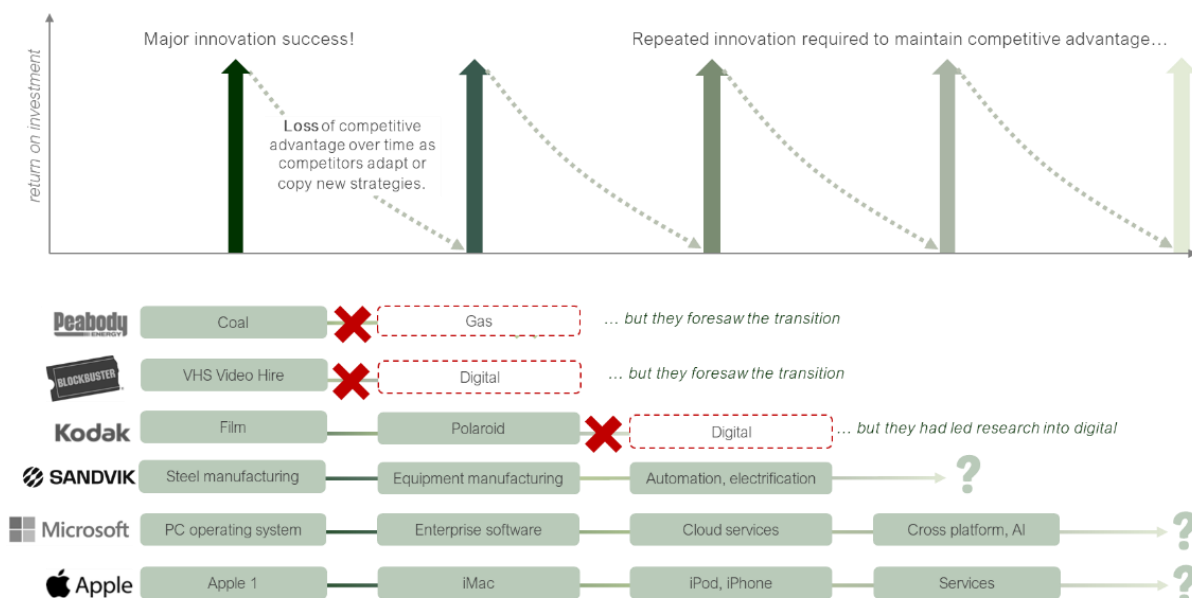 Major innovation success!
Repeated innovation required to maintain competitive advantage…
return on investment
Loss of competitive
advantage over time as
competitors adapt or
copy new strategies.
Peabody
ENERGY
Coal
Gas
… but they foresaw the transition
BLOCKBUSTER
VHS Video Hire
Digital
… but they foresaw the transition
Kodak
Film
Polaroid
Digital
… but they had led research into digital
SANDVIK
Steel manufacturing
Equipment manufacturing
Automation, electrification
?
Microsoft
PC operating system
Enterprise software
Cloud services
Cross platform, AI
?
Apple
Apple 1
iMac
iPod, iPhone
Services
?